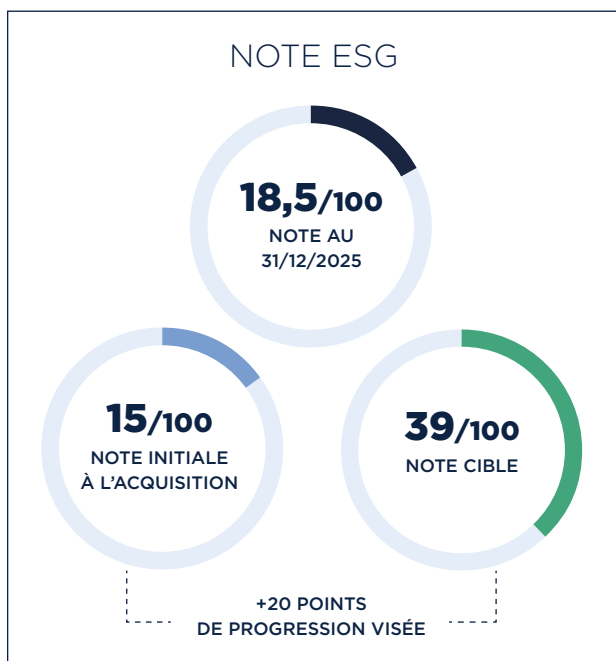 NOTE ESG
18,5/100
NOTE AU
31/12/2025
15/100
NOTE INITIALE
À L’ACQUISITION
39/100
NOTE CIBLE
+20 POINTS
DE PROGRESSION VISÉE